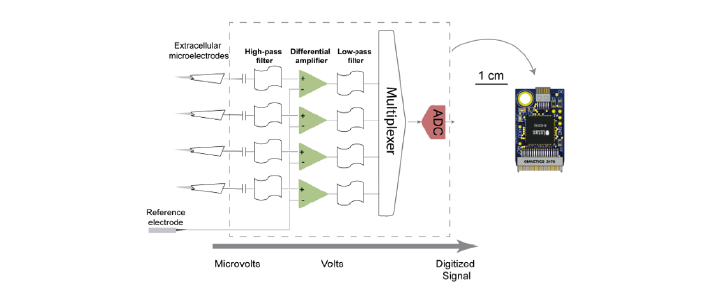 Extracellular
microelectrodes
High-pass
filter
Differential
amplifier
Low-pass
filter
+
-
+
-
+
-
+
-
Multiplexer
ADC
1 cm
Reference
electrode
Microvolts
Volts
Digitized
Signal